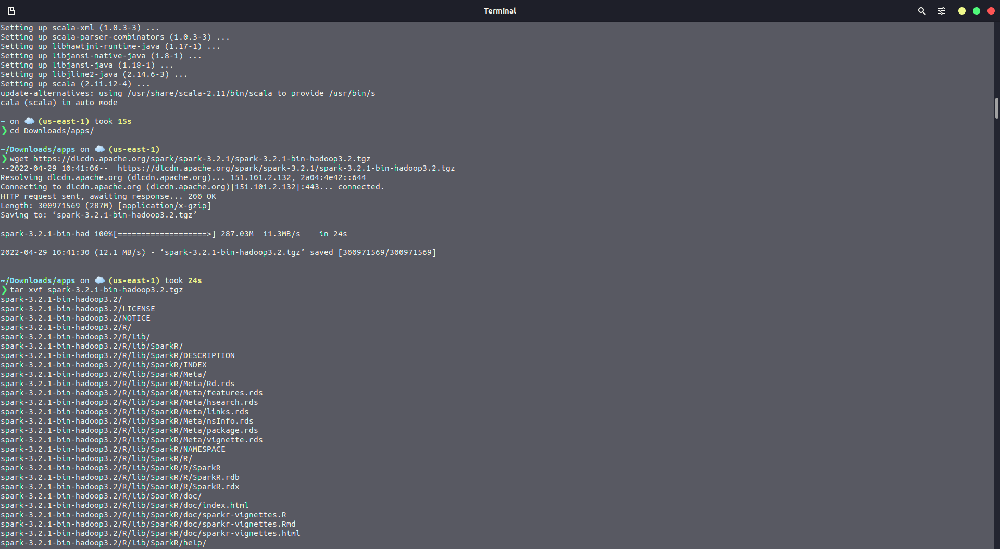 Terminal
Setting up scala-xml (1.0.3-3) ...
Setting up scala-parser-combinators (1.0.3-3) ...
Setting up libhawtjni-runtime-java (1.17-1) ...
Setting up libjansi-native-java (1.8-1) ...
Setting up libjansi-java (1.18-1) ...
Setting up libjline2-java (2.14.6-3) ...
Setting up scala (2.11.12-4) ...
update-alternatives: using /usr/share/scala-2.11/bin/scala to provide /usr/bin/s
cala (scala) in auto mode
~ on ☁️ (us-east-1) took 15s
❯ cd Downloads/apps/
~/Downloads/apps on ☁️ (us-east-1)
❯ wget https://dlcdn.apache.org/spark/spark-3.2.1/spark-3.2.1-bin-hadoop3.2.tgz
--2022-04-29 10:41:06--  https://dlcdn.apache.org/spark/spark-3.2.1/spark-3.2.1-bin-hadoop3.2.tgz
Resolving dlcdn.apache.org (dlcdn.apache.org)... 151.101.2.132, 2a04:4e42::644
Connecting to dlcdn.apache.org (dlcdn.apache.org)|151.101.2.132|:443... connected.
HTTP request sent, awaiting response... 200 OK
Length: 300971569 (287M) [application/x-gzip]
Saving to: ‘spark-3.2.1-bin-hadoop3.2.tgz’
spark-3.2.1-bin-had 100%[===================>] 287.03M  11.3MB/s    in 24s
2022-04-29 10:41:30 (12.1 MB/s) - ‘spark-3.2.1-bin-hadoop3.2.tgz’ saved [300971569/300971569]
~/Downloads/apps on ☁️ (us-east-1) took 24s
❯ tar xvf spark-3.2.1-bin-hadoop3.2.tgz
spark-3.2.1-bin-hadoop3.2/
spark-3.2.1-bin-hadoop3.2/LICENSE
spark-3.2.1-bin-hadoop3.2/NOTICE
spark-3.2.1-bin-hadoop3.2/R/
spark-3.2.1-bin-hadoop3.2/R/lib/
spark-3.2.1-bin-hadoop3.2/R/lib/SparkR/
spark-3.2.1-bin-hadoop3.2/R/lib/SparkR/DESCRIPTION
spark-3.2.1-bin-hadoop3.2/R/lib/SparkR/INDEX
spark-3.2.1-bin-hadoop3.2/R/lib/SparkR/Meta/
spark-3.2.1-bin-hadoop3.2/R/lib/SparkR/Meta/Rd.rds
spark-3.2.1-bin-hadoop3.2/R/lib/SparkR/Meta/features.rds
spark-3.2.1-bin-hadoop3.2/R/lib/SparkR/Meta/hsearch.rds
spark-3.2.1-bin-hadoop3.2/R/lib/SparkR/Meta/links.rds
spark-3.2.1-bin-hadoop3.2/R/lib/SparkR/Meta/nsInfo.rds
spark-3.2.1-bin-hadoop3.2/R/lib/SparkR/Meta/package.rds
spark-3.2.1-bin-hadoop3.2/R/lib/SparkR/Meta/vignette.rds
spark-3.2.1-bin-hadoop3.2/R/lib/SparkR/NAMESPACE
spark-3.2.1-bin-hadoop3.2/R/lib/SparkR/R/
spark-3.2.1-bin-hadoop3.2/R/lib/SparkR/R/SparkR
spark-3.2.1-bin-hadoop3.2/R/lib/SparkR/R/SparkR.rdb
spark-3.2.1-bin-hadoop3.2/R/lib/SparkR/R/SparkR.rdx
spark-3.2.1-bin-hadoop3.2/R/lib/SparkR/doc/
spark-3.2.1-bin-hadoop3.2/R/lib/SparkR/doc/index.html
spark-3.2.1-bin-hadoop3.2/R/lib/SparkR/doc/sparkr-vignettes.R
spark-3.2.1-bin-hadoop3.2/R/lib/SparkR/doc/sparkr-vignettes.Rmd
spark-3.2.1-bin-hadoop3.2/R/lib/SparkR/doc/sparkr-vignettes.html
spark-3.2.1-bin-hadoop3.2/R/lib/SparkR/help/